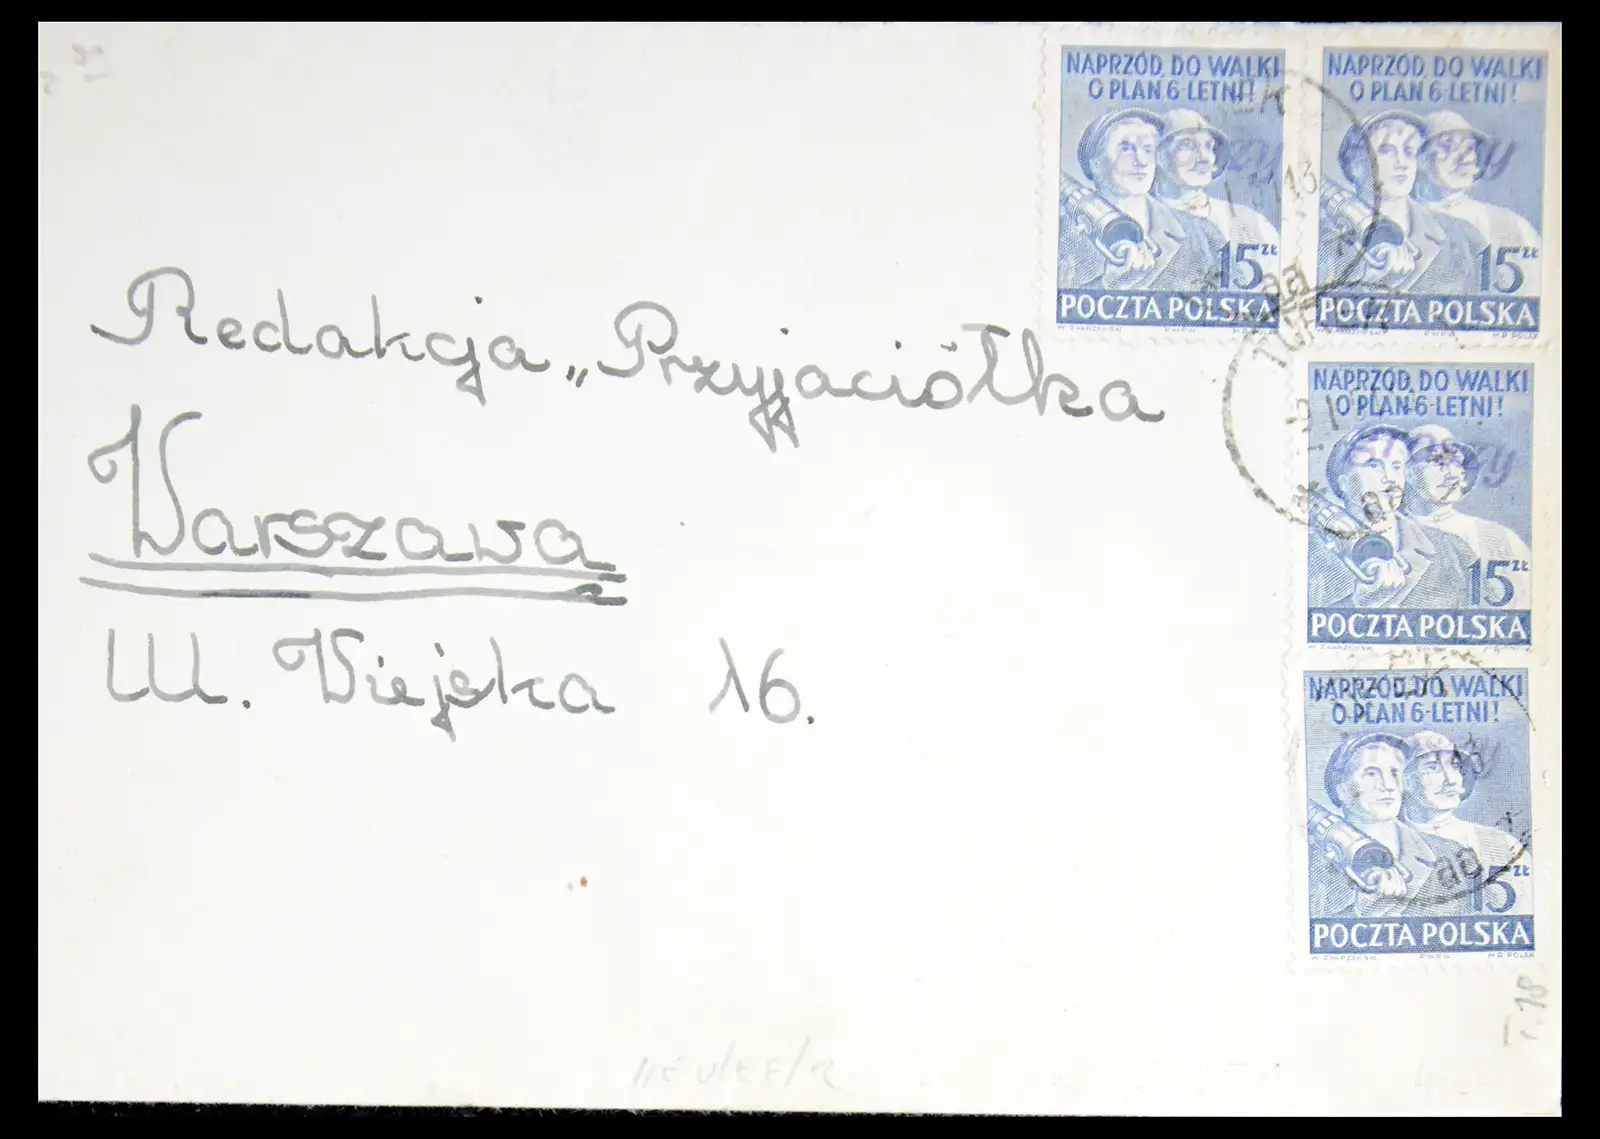 NAPRZÓD, DO WALKI
O PLAN 6-LETNI!
15 ZŁ
POCZTA POLSKA
NAPRZÓD, DO WALKI
O PLAN 6-LETNI!
15 ZŁ
POCZTA POLSKA
Redakcja „Przyjaciółka
Warszawa
Ul. Wiejska 16.
NAPRZÓD, DO WALKI
O PLAN 6-LETNI!
15 ZŁ
POCZTA POLSKA
NAPRZÓD, DO WALKI
O PLAN 6-LETNI!
15 ZŁ
POCZTA POLSKA